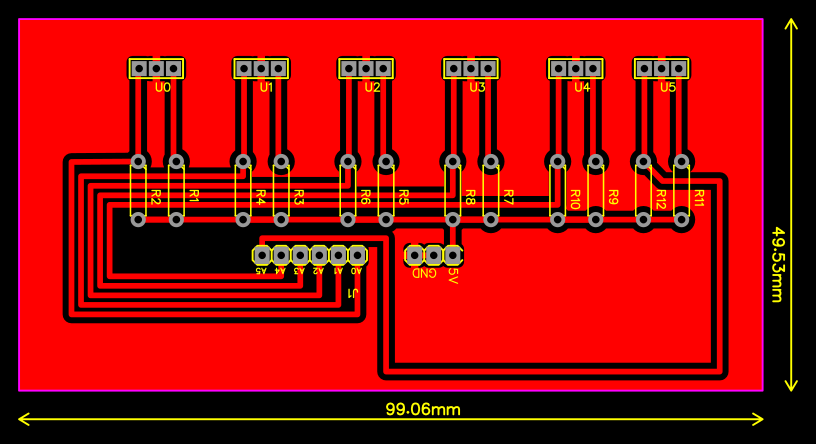 U0 U1 U2 U3 U4 U5
R2 R1 R4 R3 R6 R5 R8 R7 R10 R9 R12 R11
A5 A4 A3 A2 A1 A0 GND 5V
J1
49.53mm
99.06mm